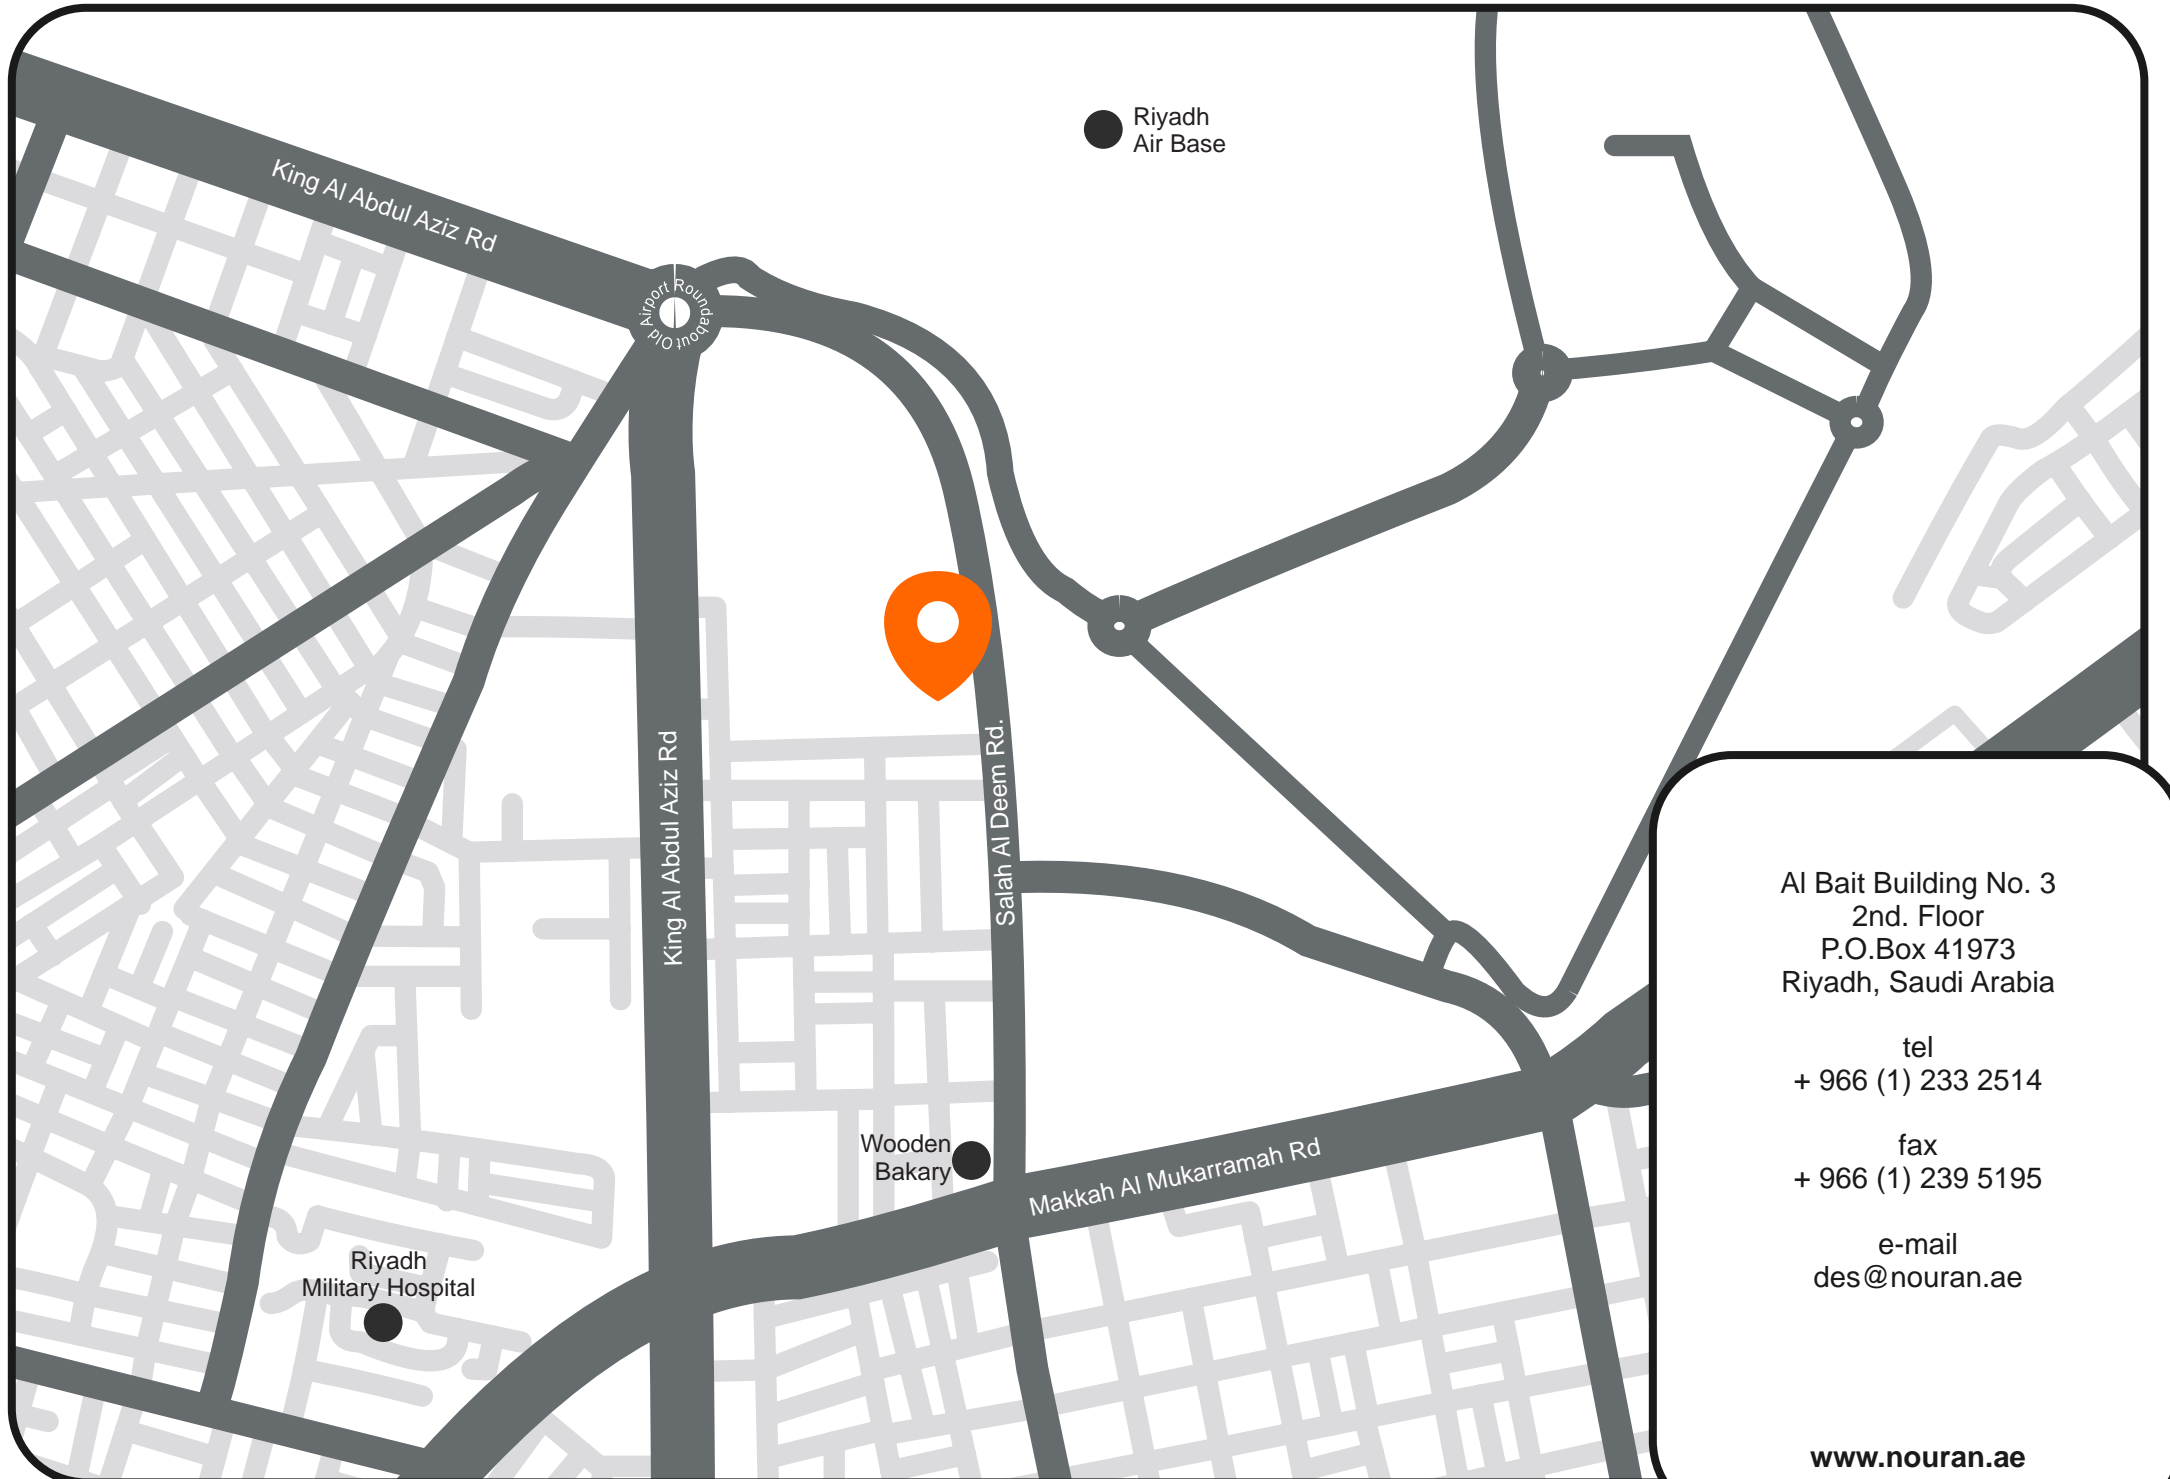 Riyadh
Air Base
King Al Abdul Aziz Rd
Old Airport Roundabout
King Al Abdul Aziz Rd
Salah Al Deem Rd.
Wooden
Bakary
Makkah Al Mukarramah Rd
Riyadh
Military Hospital
Al Bait Building No. 3
2nd. Floor
P.O.Box 41973
Riyadh, Saudi Arabia
tel
+ 966 (1) 233 2514
fax
+ 966 (1) 239 5195
e-mail
des@nouran.ae
www.nouran.ae